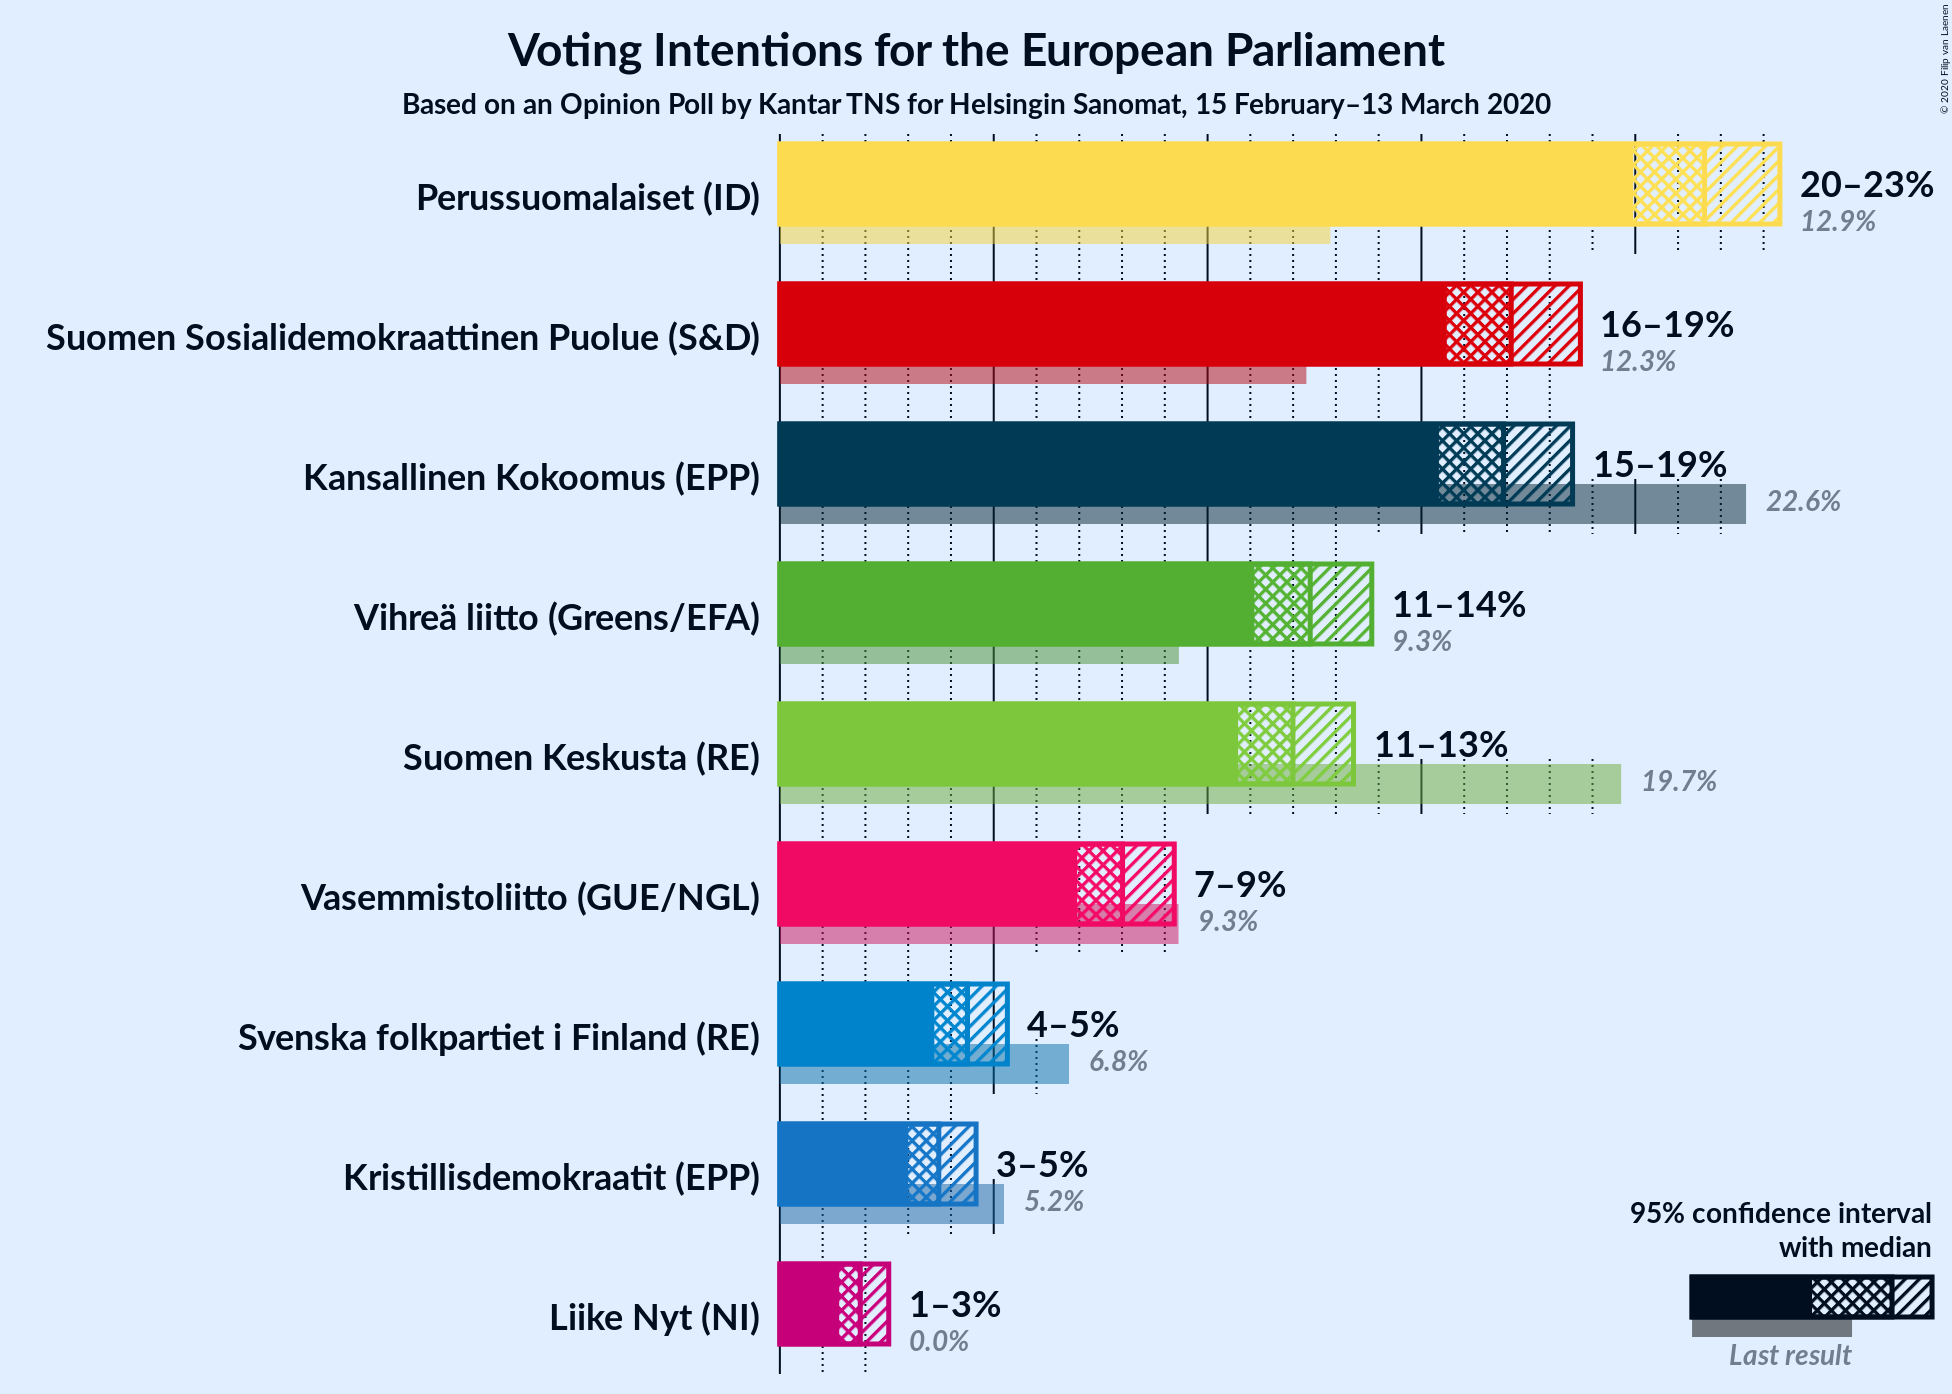 Voting Intentions for the European Parliament
Based on an Opinion Poll by Kantar TNS for Helsingin Sanomat, 15 February–13 March 2020
© 2020 Filip van Laenen
Perussuomalaiset (ID)
20–23%
12.9%
Suomen Sosialidemokraattinen Puolue (S&D)
16–19%
12.3%
Kansallinen Kokoomus (EPP)
15–19%
22.6%
Vihreä liitto (Greens/EFA)
11–14%
9.3%
Suomen Keskusta (RE)
11–13%
19.7%
Vasemmistoliitto (GUE/NGL)
7–9%
9.3%
Svenska folkpartiet i Finland (RE)
4–5%
6.8%
Kristillisdemokraatit (EPP)
3–5%
5.2%
Liike Nyt (NI)
1–3%
0.0%
95% confidence interval
with median
Last result